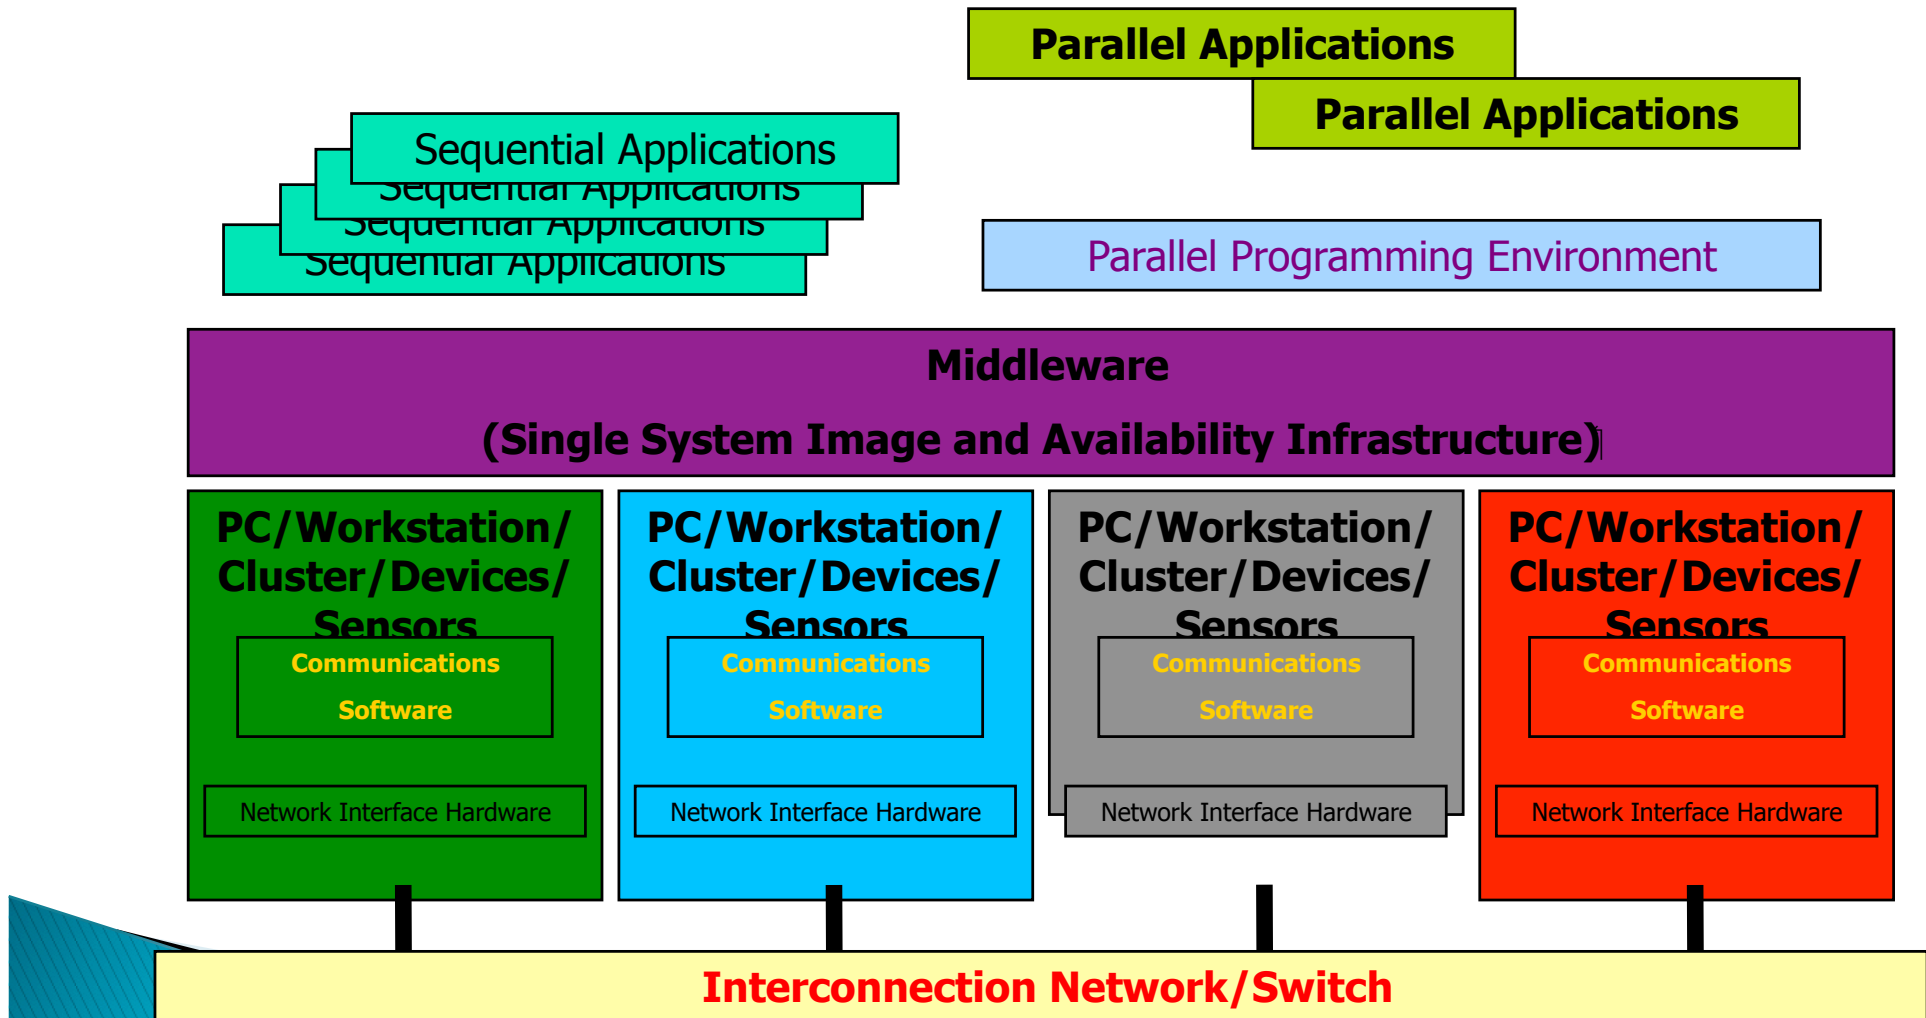 Parallel Applications
Parallel Applications
Sequential Applications
Sequential Applications
Sequential Applications
Sequential Applications
Parallel Programming Environment
Middleware
(Single System Image and Availability Infrastructure)
PC/Workstation/
Cluster/Devices/
Sensors
Communications
Software
Network Interface Hardware
PC/Workstation/
Cluster/Devices/
Sensors
Communications
Software
Network Interface Hardware
PC/Workstation/
Cluster/Devices/
Sensors
Communications
Software
Network Interface Hardware
PC/Workstation/
Cluster/Devices/
Sensors
Communications
Software
Network Interface Hardware
Interconnection Network/Switch